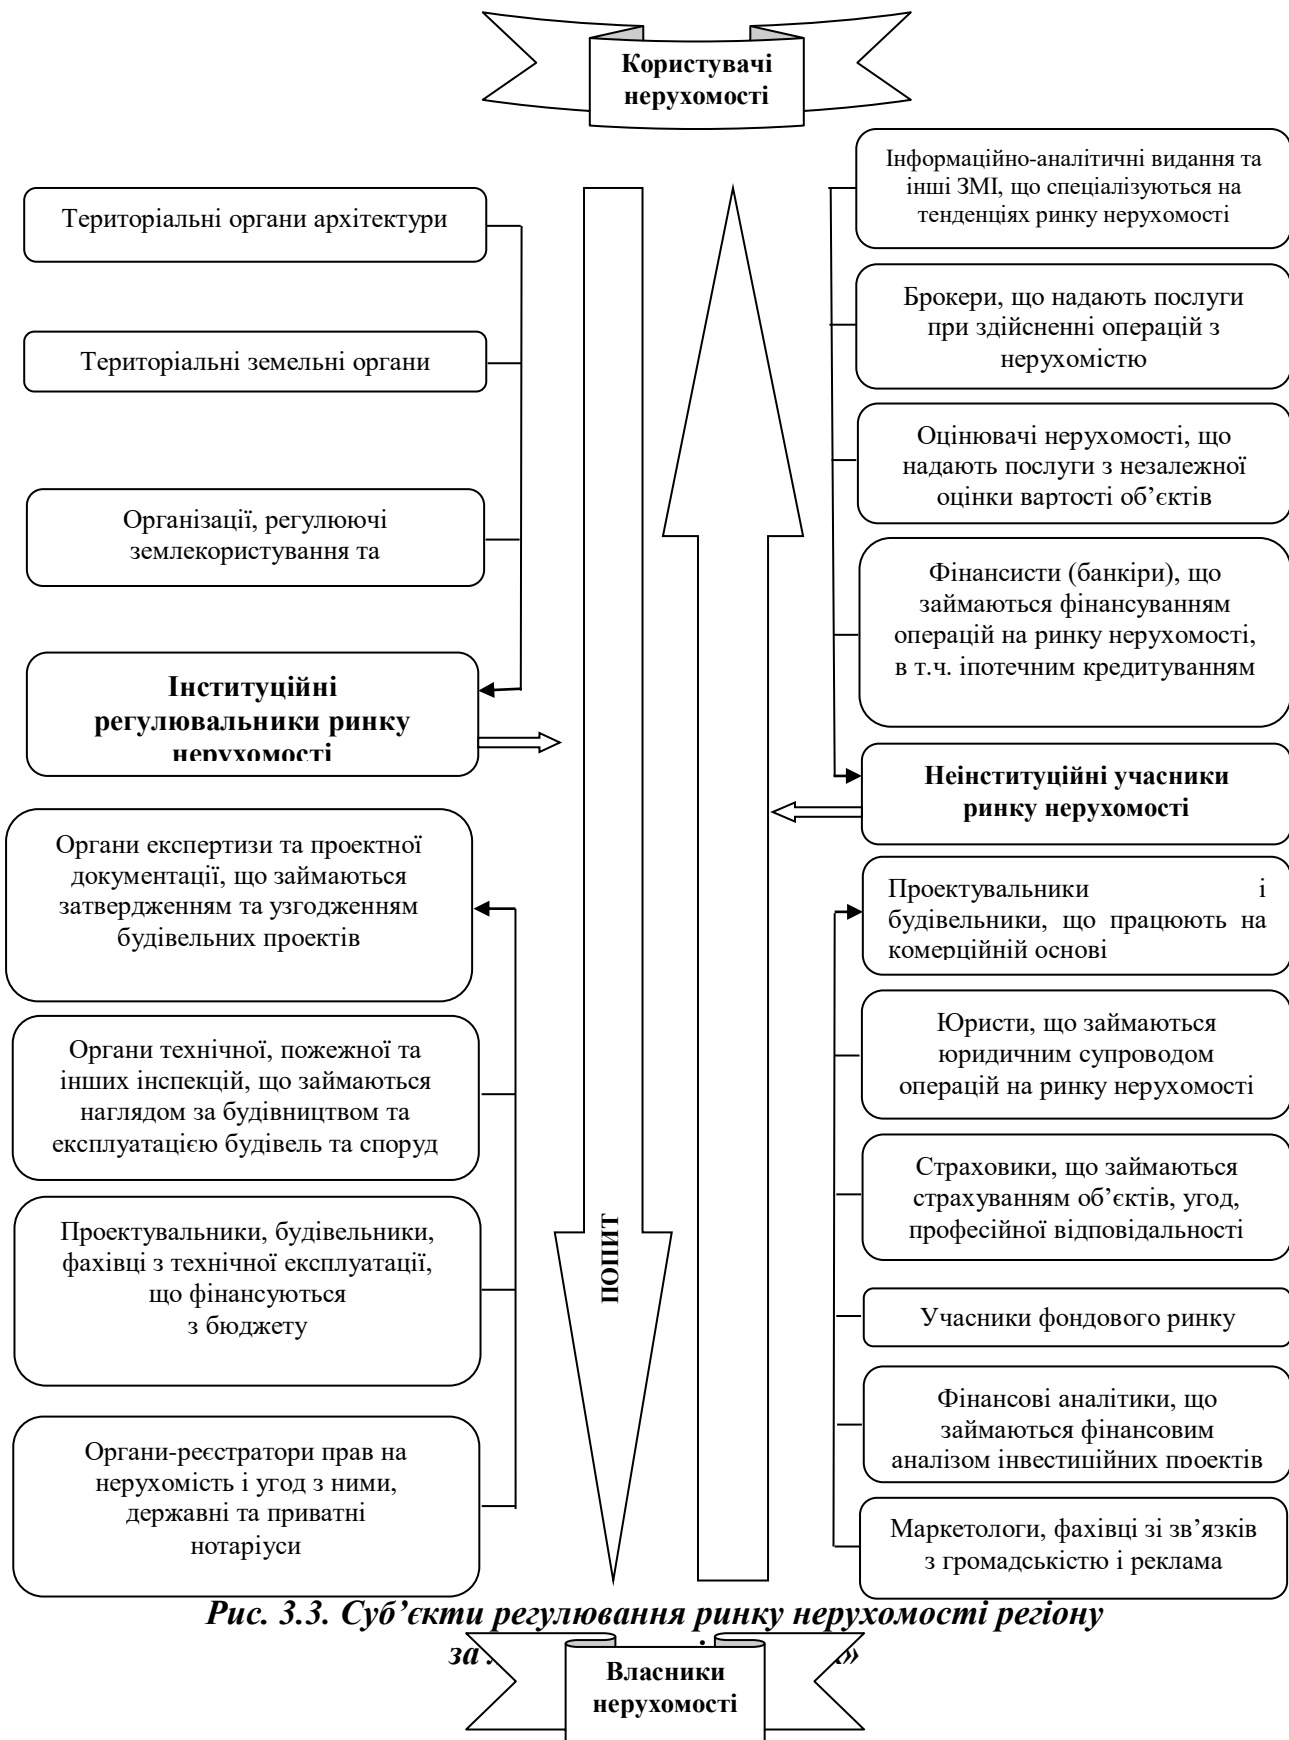 Користувачі
нерухомості
Територіальні органи архітектури
Територіальні земельні органи
Організації, регулюючі
землекористування та
Інституційні
регулювальники ринку
нерухомості
Органи експертизи та проектної
документації, що займаються
затвердженням та узгодженням
будівельних проектів
Органи технічної, пожежної та
інших інспекцій, що займаються
наглядом за будівництвом та
експлуатацією будівель та споруд
Проектувальники, будівельники,
фахівці з технічної експлуатації,
що фінансуються
з бюджету
Органи-реєстратори прав на
нерухомість і угод з ними,
державні та приватні
нотаріуси
ПОПИТ
Інформаційно-аналітичні видання та
інші ЗМІ, що спеціалізуються на
тенденціях ринку нерухомості
Брокери, що надають послуги
при здійсненні операцій з
нерухомістю
Оцінювачі нерухомості, що
надають послуги з незалежної
оцінки вартості об’єктів
Фінансисти (банкіри), що
займаються фінансуванням
операцій на ринку нерухомості,
в т.ч. іпотечним кредитуванням
Неінституційні учасники
ринку нерухомості
Проектувальники і
будівельники, що працюють на
комерційній основі
Юристи, що займаються
юридичним супроводом
операцій на ринку нерухомості
Страховики, що займаються
страхуванням об’єктів, угод,
професійної відповідальності
Учасники фондового ринку
Фінансові аналітики, що
займаються фінансовим
аналізом інвестиційних проектів
Маркетологи, фахівці зі зв’язків
з громадськістю і реклама
Рис. 3.3. Суб’єкти регулювання ринку нерухомості регіону
за
Власники
нерухомості